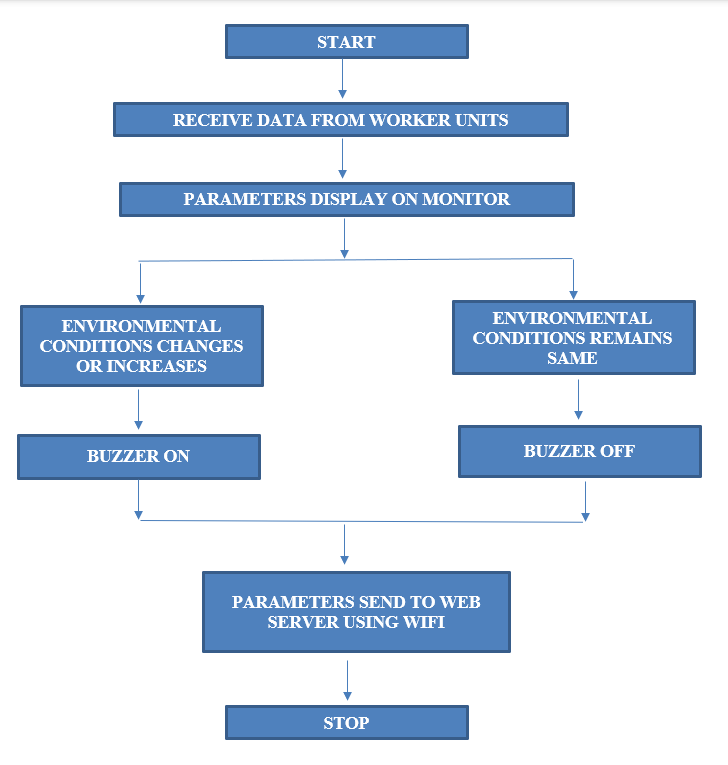 START
RECEIVE DATA FROM WORKER UNITS
PARAMETERS DISPLAY ON MONITOR
ENVIRONMENTAL
CONDITIONS CHANGES
OR INCREASES
ENVIRONMENTAL
CONDITIONS REMAINS
SAME
BUZZER ON
BUZZER OFF
PARAMETERS SEND TO WEB
SERVER USING WIFI
STOP